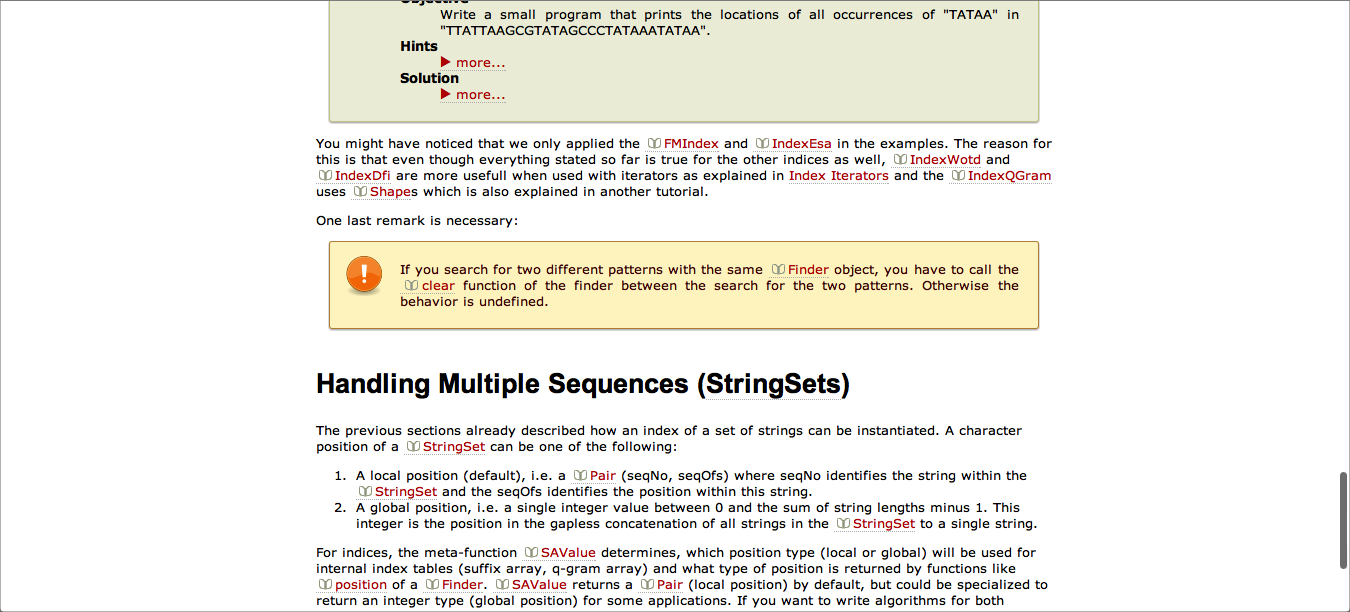 Objective
Write a small program that prints the locations of all occurrences of "TATAA" in
"TTATTAAGCGTATAGCCCTATAAATATAA".
Hints
more...
Solution
more...
You might have noticed that we only applied the FMIndex and IndexEsa in the examples. The reason for
this is that even though everything stated so far is true for the other indices as well, IndexWotd and
IndexDfi are more usefull when used with iterators as explained in Index Iterators and the IndexQGram
uses Shapes which is also explained in another tutorial.
One last remark is necessary:
If you search for two different patterns with the same Finder object, you have to call the
clear function of the finder between the search for the two patterns. Otherwise the
behavior is undefined.
Handling Multiple Sequences (StringSets)
The previous sections already described how an index of a set of strings can be instantiated. A character
position of a StringSet can be one of the following:
1. A local position (default), i.e. a Pair (seqNo, seqOfs) where seqNo identifies the string within the
StringSet and the seqOfs identifies the position within this string.
2. A global position, i.e. a single integer value between 0 and the sum of string lengths minus 1. This
integer is the position in the gapless concatenation of all strings in the StringSet to a single string.
For indices, the meta-function SAValue determines, which position type (local or global) will be used for
internal index tables (suffix array, q-gram array) and what type of position is returned by functions like
position of a Finder. SAValue returns a Pair (local position) by default, but could be specialized to
return an integer type (global position) for some applications. If you want to write algorithms for both